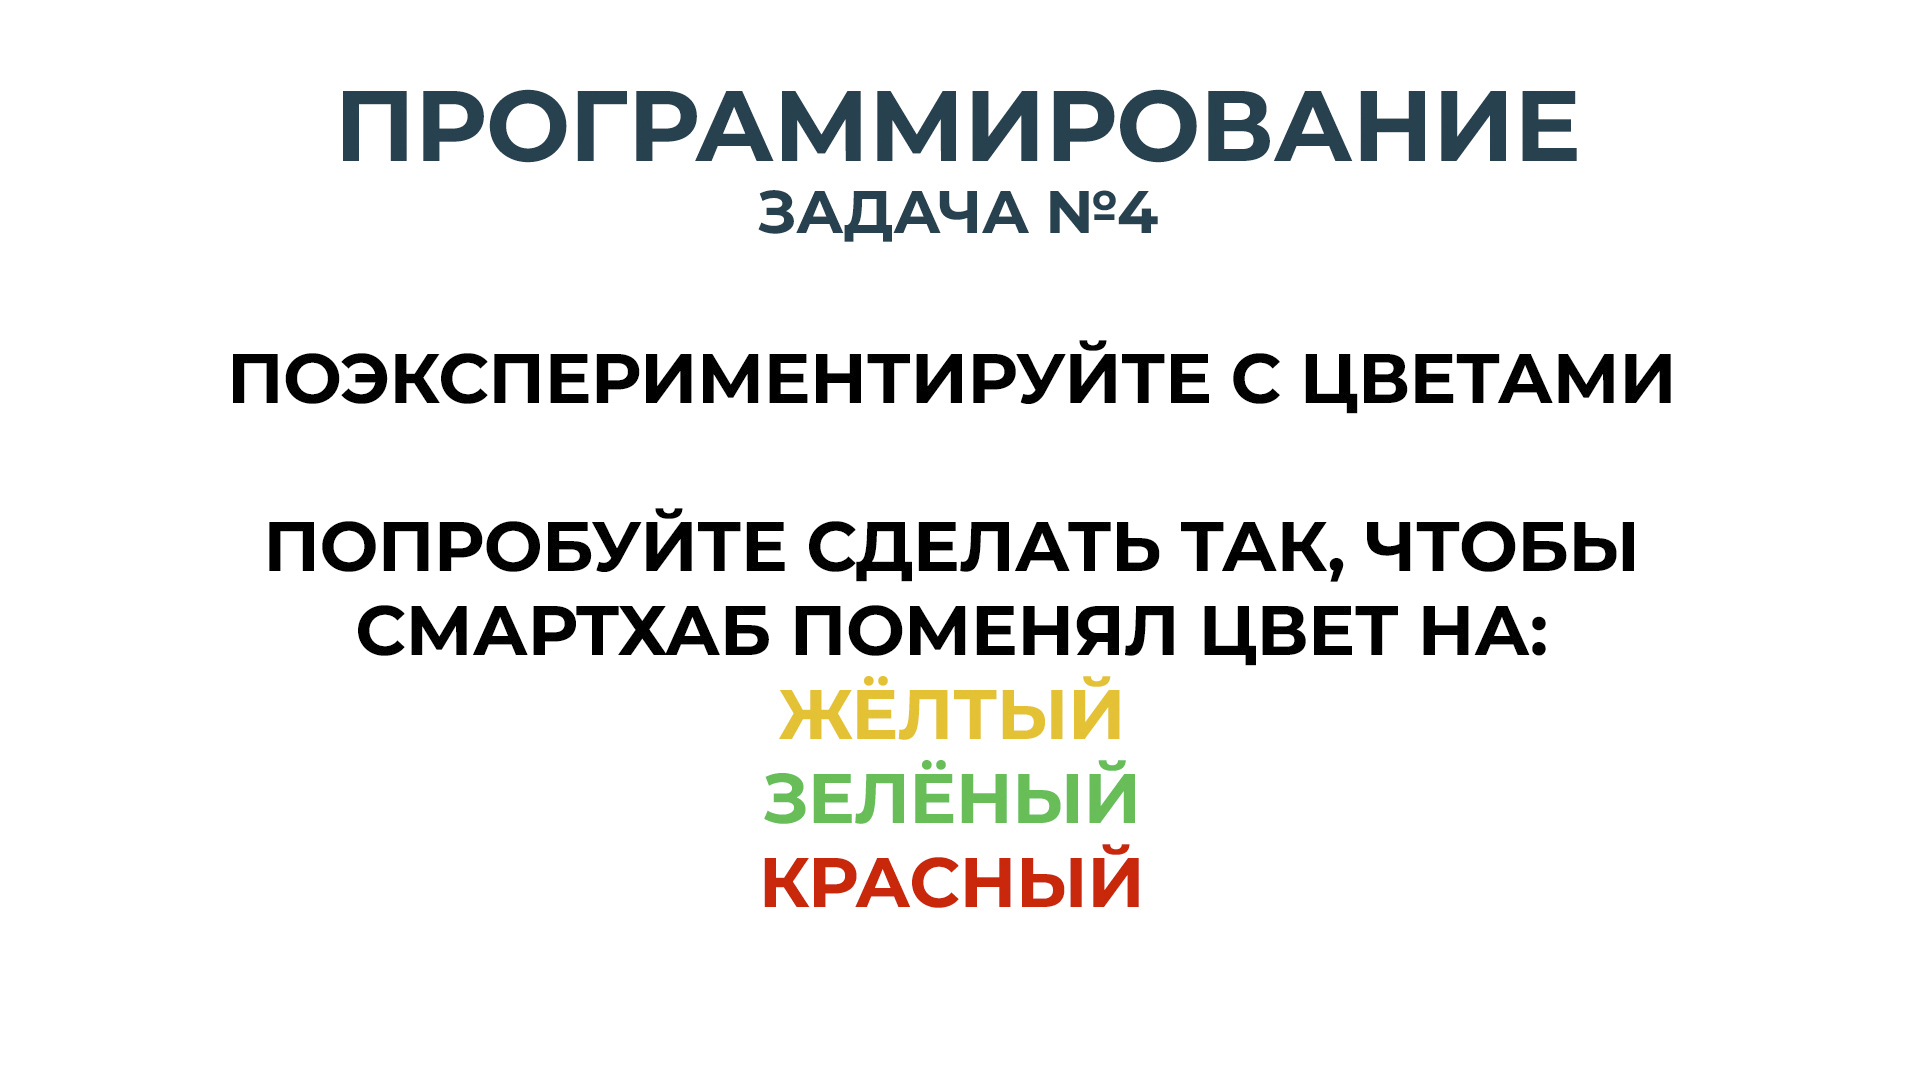 ПРОГРАММИРОВАНИЕ
ЗАДАЧА №4
ПОЭКСПЕРИМЕНТИРУЙТЕ С ЦВЕТАМИ
ПОПРОБУЙТЕ СДЕЛАТЬ ТАК, ЧТОБЫ
СМАРТХАБ ПОМЕНЯЛ ЦВЕТ НА:
ЖЁЛТЫЙ
ЗЕЛЁНЫЙ
КРАСНЫЙ